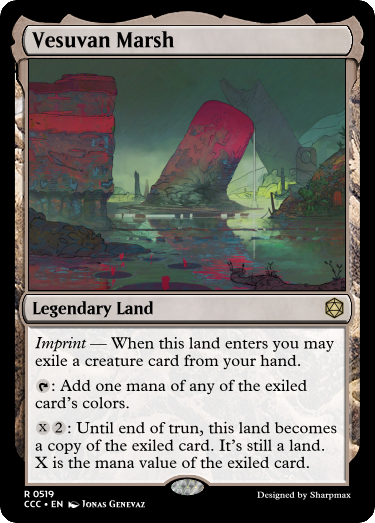 Vesuvan Marsh
Legendary Land
Imprint — When this land enters you may
exile a creature card from your hand.
: Add one mana of any of the exiled
card's colors.
X 2 : Until end of trun, this land becomes
a copy of the exiled card. It's still a land.
X is the mana value of the exiled card.
R 0519
CCC • EN Jonas Genevaz
Designed by Sharpmax